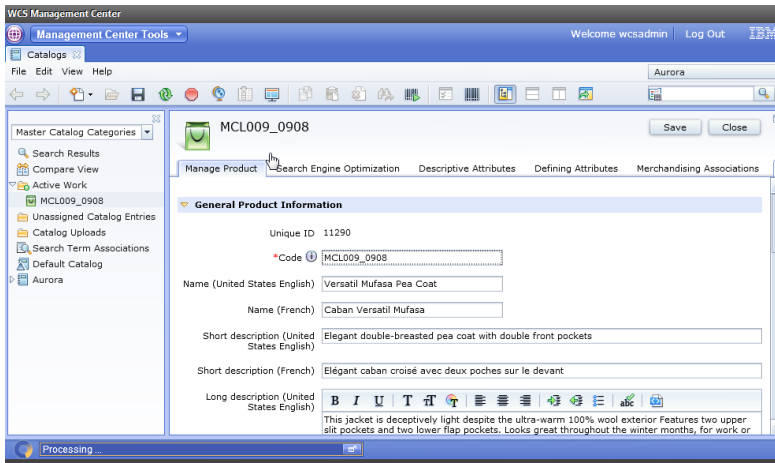 WCS Management Center
Management Center Tools
Welcome wcsadmin Log Out IBM
Catalogs
File Edit View Help
Aurora
Master Catalog Categories
MCL009_0908
Save Close
Search Results
Compare View
Active Work
MCL009_0908
Unassigned Catalog Entries
Catalog Uploads
Search Term Associations
Default Catalog
Aurora
Manage Product Search Engine Optimization Descriptive Attributes Defining Attributes Merchandising Associations
General Product Information
Unique ID 11290
*Code MCL009_0908
Name (United States English) Versatil Mufasa Pea Coat
Name (French) Caban Versatil Mufasa
Short description (United Elegant double-breasted pea coat with double front pockets
States English)
Short description (French) Elégant caban croisé avec deux poches sur le devant
Long description (United
States English)
B I U T T T abc
This jacket is deceptively light despite the ultra-warm 100% wool exterior Features two upper
slit pockets and two lower flap pockets. Looks great throughout the winter months, for work or
Processing ...